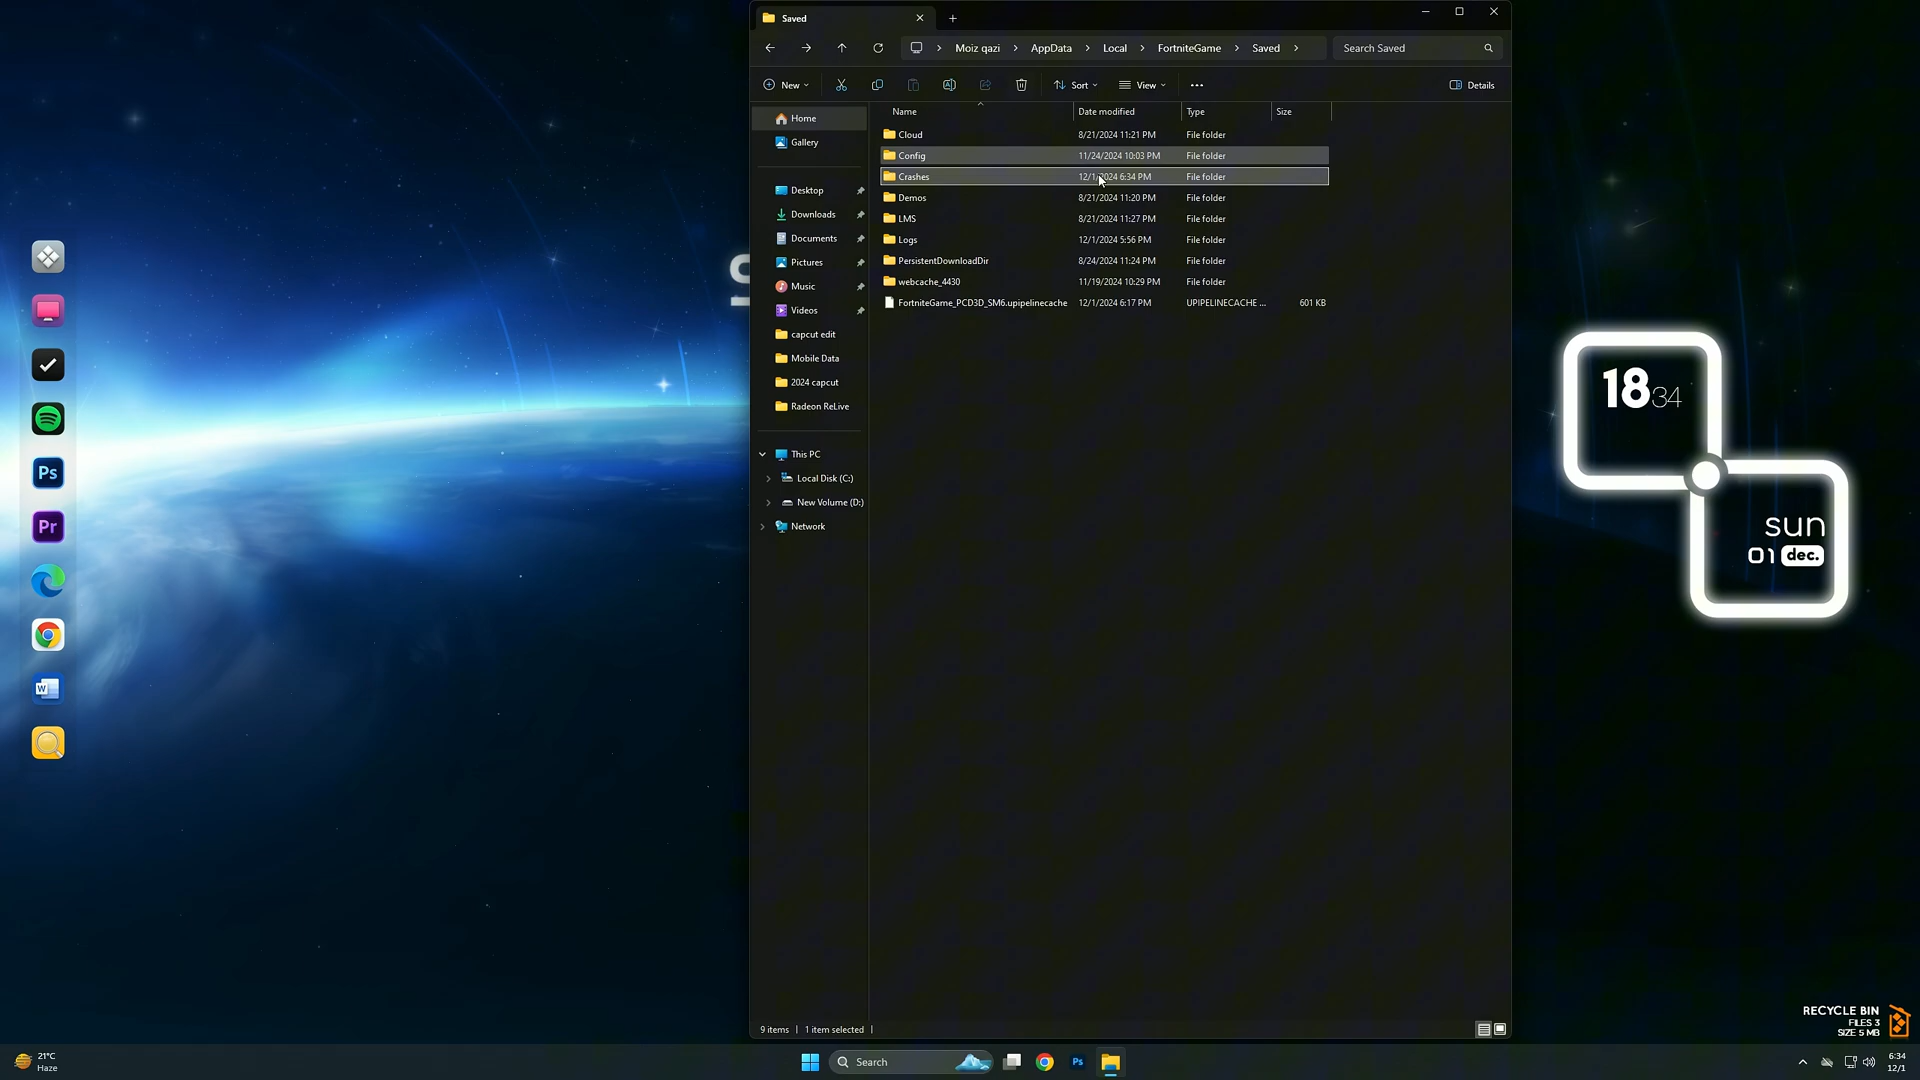 Saved
Moiz qazi > AppData > Local > FortniteGame > Saved >
Search Saved
New
Sort
View
Details
Name Date modified Type Size
Home
Gallery
Desktop
Downloads
Documents
Pictures
Music
Videos
capcut edit
Mobile Data
2024 capcut
Radeon ReLive
This PC
Local Disk (C:)
New Volume (D:)
Network
Cloud 8/21/2024 11:21 PM File folder
Config 11/24/2024 10:03 PM File folder
Crashes 12/1/2024 6:34 PM File folder
Demos 8/21/2024 11:20 PM File folder
LMS 8/21/2024 11:27 PM File folder
Logs 12/1/2024 5:56 PM File folder
PersistentDownloadDir 8/24/2024 11:24 PM File folder
webcache_4430 11/19/2024 10:29 PM File folder
FortniteGame_PCD3D_SM6.upipelinecache 12/1/2024 6:17 PM UPIPELINECACHE ... 601 KB
9 items | 1 item selected |
Ps
Pr
W
18 34
sun
01 dec.
RECYCLE BIN
FILES 3
SIZE 5 MB
21°C
Haze
Search
Ps
6:34
12/1